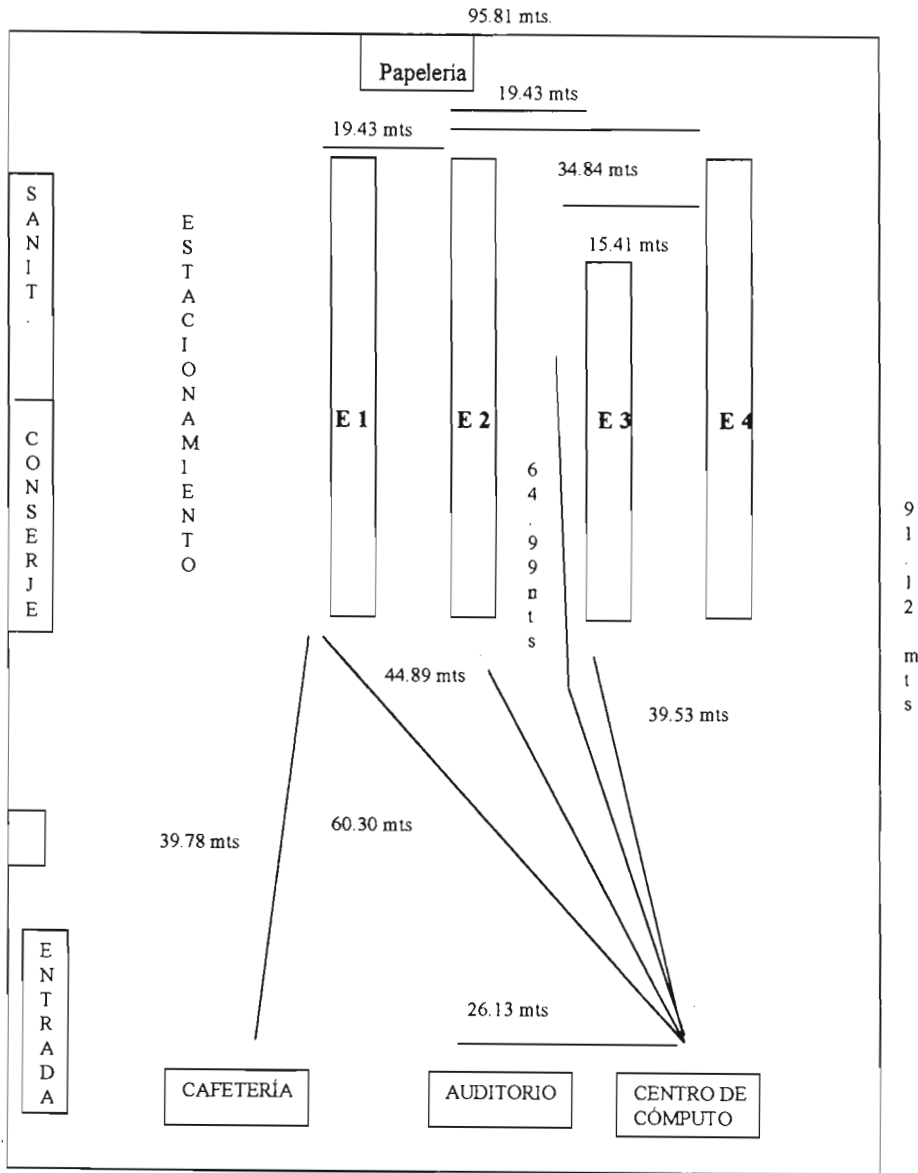 95.81 mts.
Papelería
19.43 mts
19.43 mts
34.84 mts
15.41 mts
SANIT.
ESTACIONAMIENTO
E 1
E 2
E 3
E 4
CONSERJE
64.99nts
91.12 mts
44.89 mts
39.53 mts
39.78 mts
60.30 mts
ENTRADA
26.13 mts
CAFETERÍA
AUDITORIO
CENTRO DE
CÓMPUTO